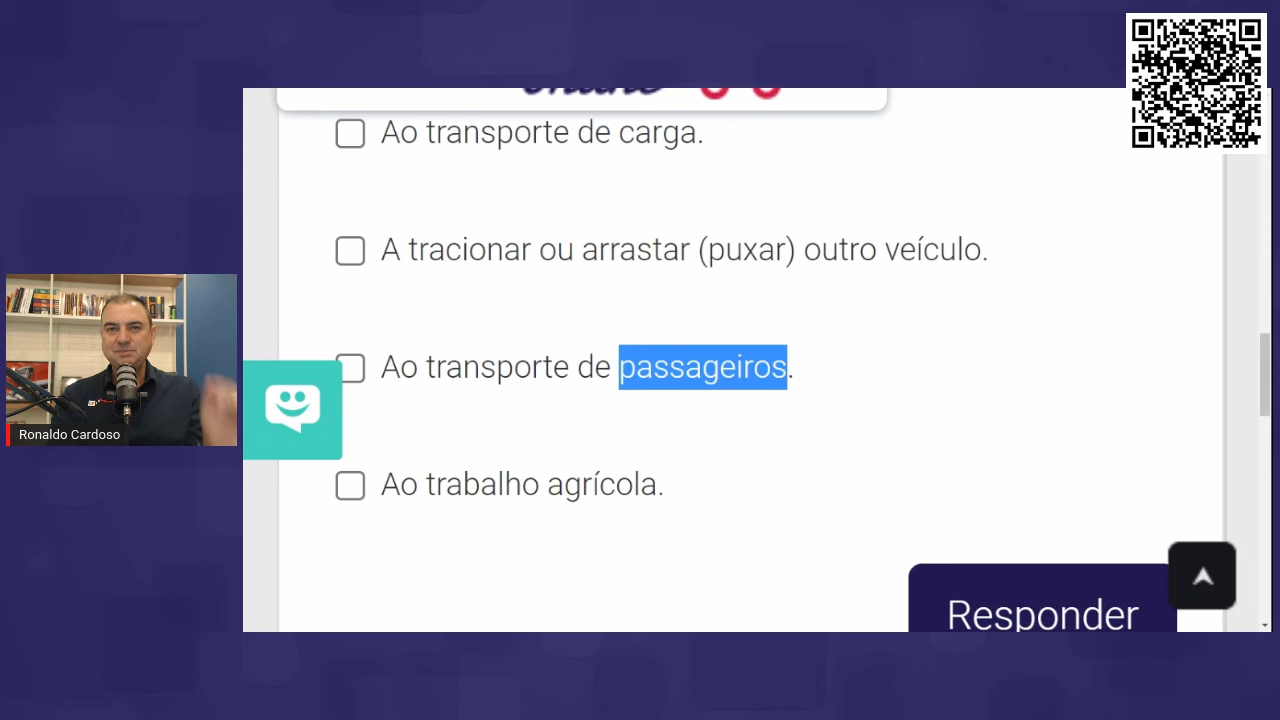 online
Ao transporte de carga.
A tracionar ou arrastar (puxar) outro veículo.
Ao transporte de passageiros.
Ao trabalho agrícola.
Ronaldo Cardoso
Responder